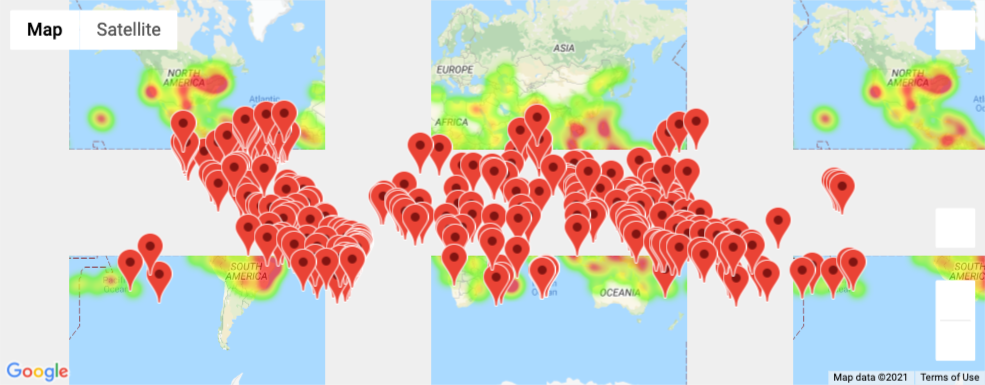 Map Satellite
ASIA
EUROPE
NORTH
AMERICA
NORTH
AMERICA
Atlantic
AFRICA
SOUTH
AMERICA
SOUTH
AMERICA
OCEANIA
Google
Map data ©2021 Terms of Use